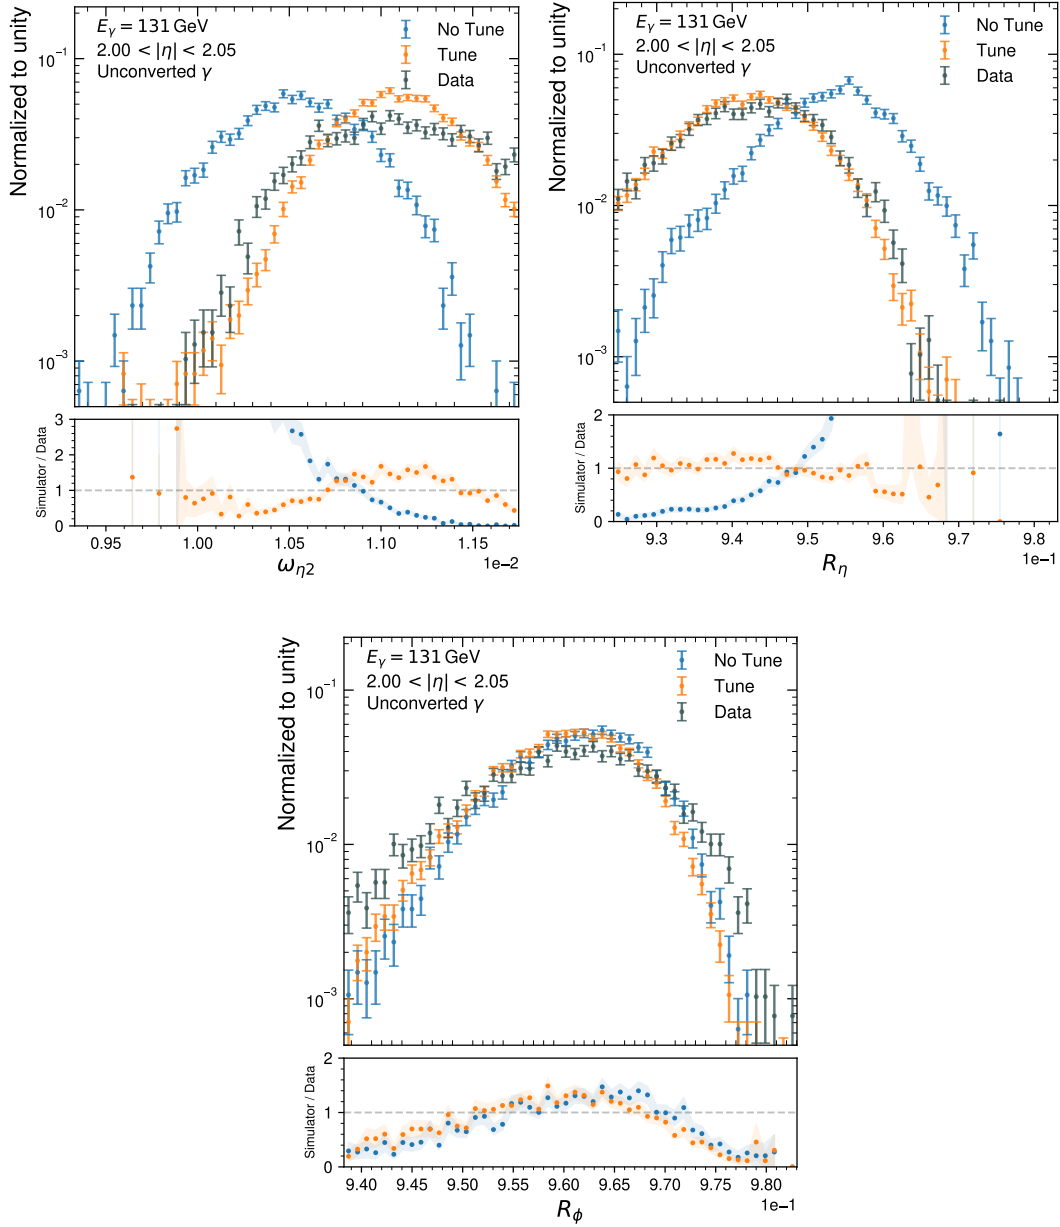 Normalized to unity
E_γ = 131 GeV
2.00 < |η| < 2.05
Unconverted γ
No Tune
Tune
Data
10⁻¹
10⁻²
10⁻³
Simulator / Data
3
2
1
0
0.95 1.00 1.05 1.10 1.15
1e−2
ω_η2
Normalized to unity
E_γ = 131 GeV
2.00 < |η| < 2.05
Unconverted γ
No Tune
Tune
Data
10⁻¹
10⁻²
10⁻³
Simulator / Data
2
1
0
9.3 9.4 9.5 9.6 9.7 9.8
1e−1
R_η
Normalized to unity
E_γ = 131 GeV
2.00 < |η| < 2.05
Unconverted γ
No Tune
Tune
Data
10⁻¹
10⁻²
10⁻³
Simulator / Data
2
1
0
9.40 9.45 9.50 9.55 9.60 9.65 9.70 9.75 9.80
1e−1
R_ϕ